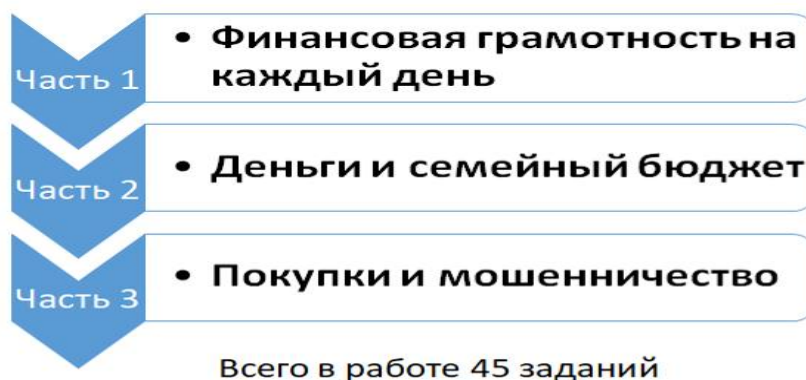 Часть 1
• Финансовая грамотность на
каждый день
Часть 2
• Деньги и семейный бюджет
Часть 3
• Покупки и мошенничество
Всего в работе 45 заданий